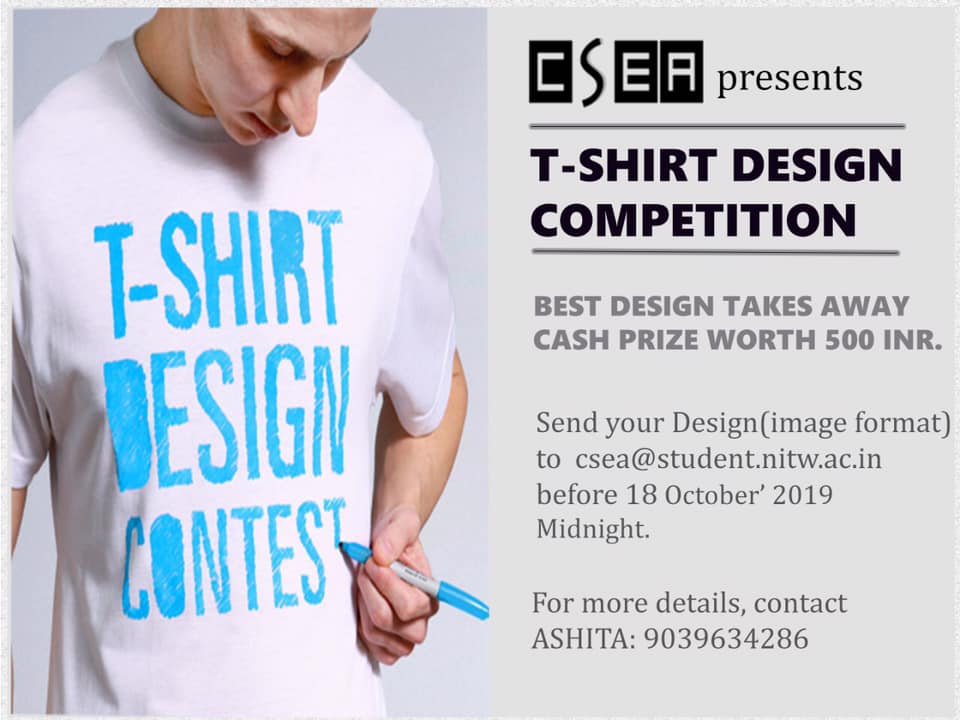 T-SHIRT
DESIGN
CONTEST
CSEA presents
T-SHIRT DESIGN
COMPETITION
BEST DESIGN TAKES AWAY
CASH PRIZE WORTH 500 INR.
Send your Design(image format)
to csea@student.nitw.ac.in
before 18 October’ 2019
Midnight.
For more details, contact
ASHITA: 9039634286